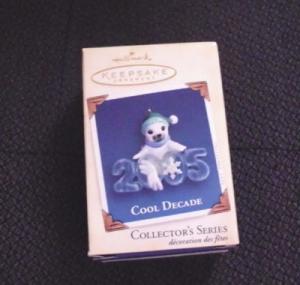 Hallmark
KEEPSAKE
ORNAMENT
2005
COOL DECADE
COLLECTOR'S SERIES
décoration des fêtes